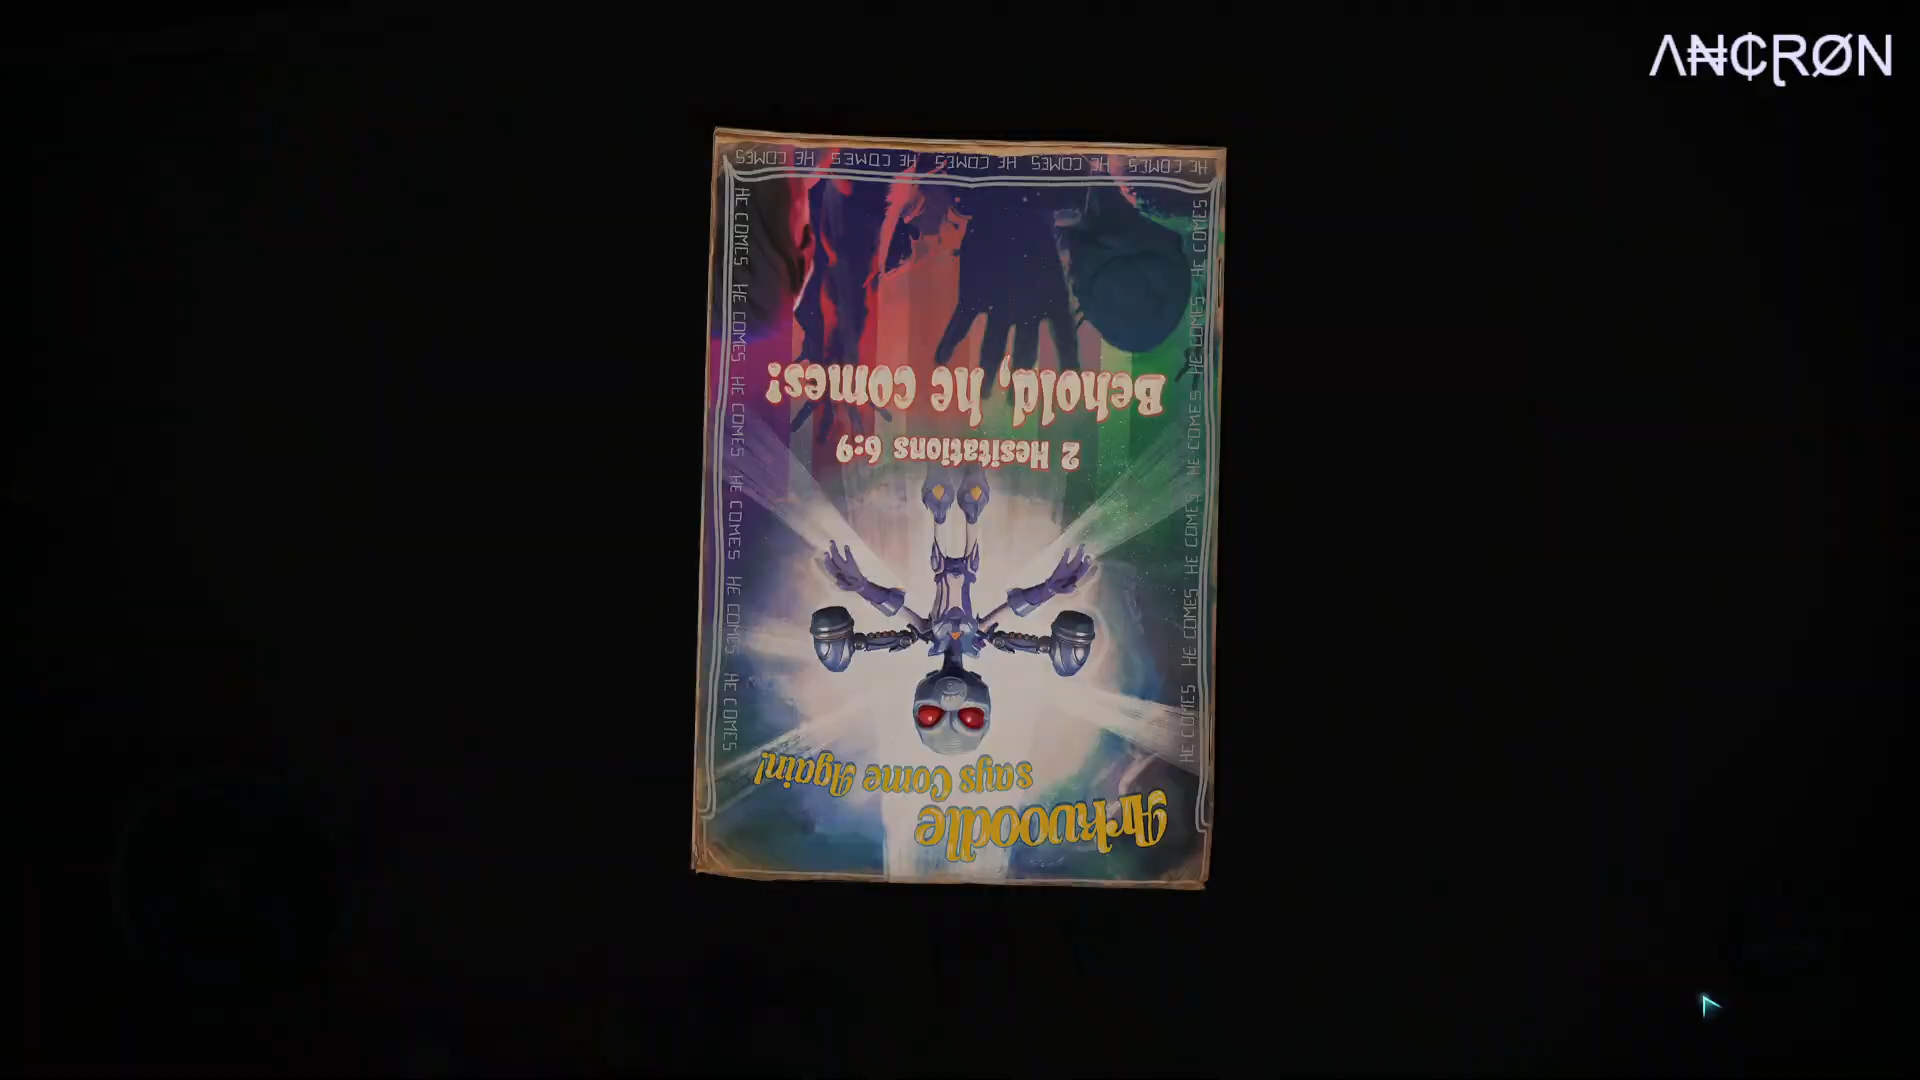 Λ₦₵ⱤØN
Arkvoodle
says Come Again!
2 Hesitations 6:9
Behold, he comes!
HE COMES HE COMES HE COMES HE COMES HE COMES
HE COMES HE COMES HE COMES HE COMES HE COMES HE COMES
HE COMES HE COMES HE COMES HE COMES HE COMES HE COMES